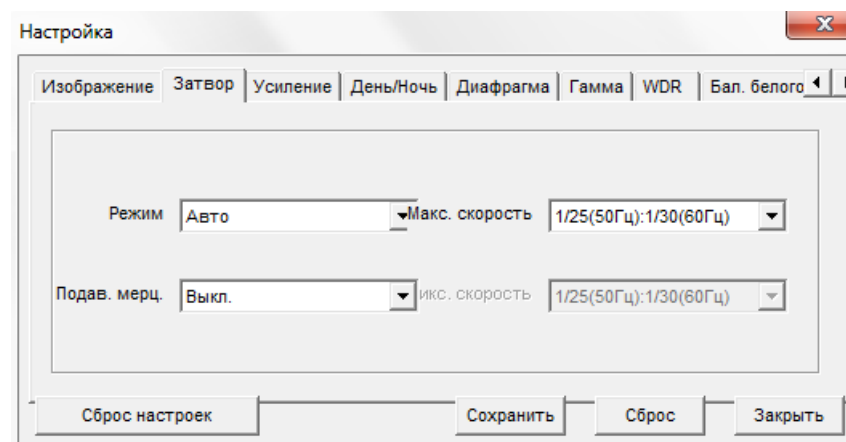 Настройка
Изображение Затвор Усиление День/Ночь Диафрагма Гамма WDR Бал. белого
Режим Авто Макс. скорость 1/25(50Гц):1/30(60Гц)
Подав. мерц. Выкл. икс. скорость 1/25(50Гц):1/30(60Гц)
Сброс настроек Сохранить Сброс Закрыть